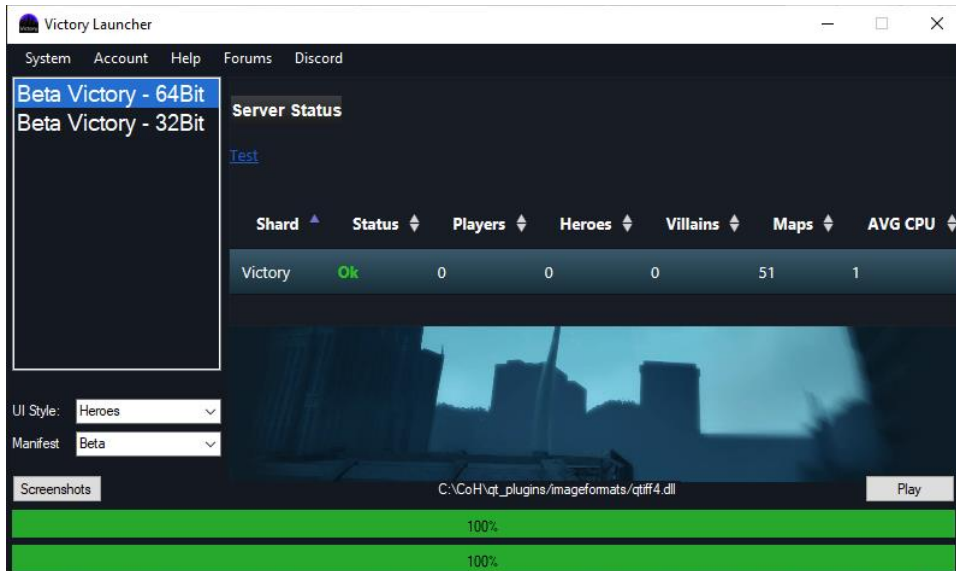 Victory Launcher
System Account Help Forums Discord
Beta Victory - 64Bit
Beta Victory - 32Bit
Server Status
Test
Shard Status Players Heroes Villains Maps AVG CPU
Victory Ok 0 0 0 51 1
UI Style: Heroes
Manifest Beta
Screenshots C:\CoH\qt_plugins/imageformats/qtiff4.dll Play
100%
100%